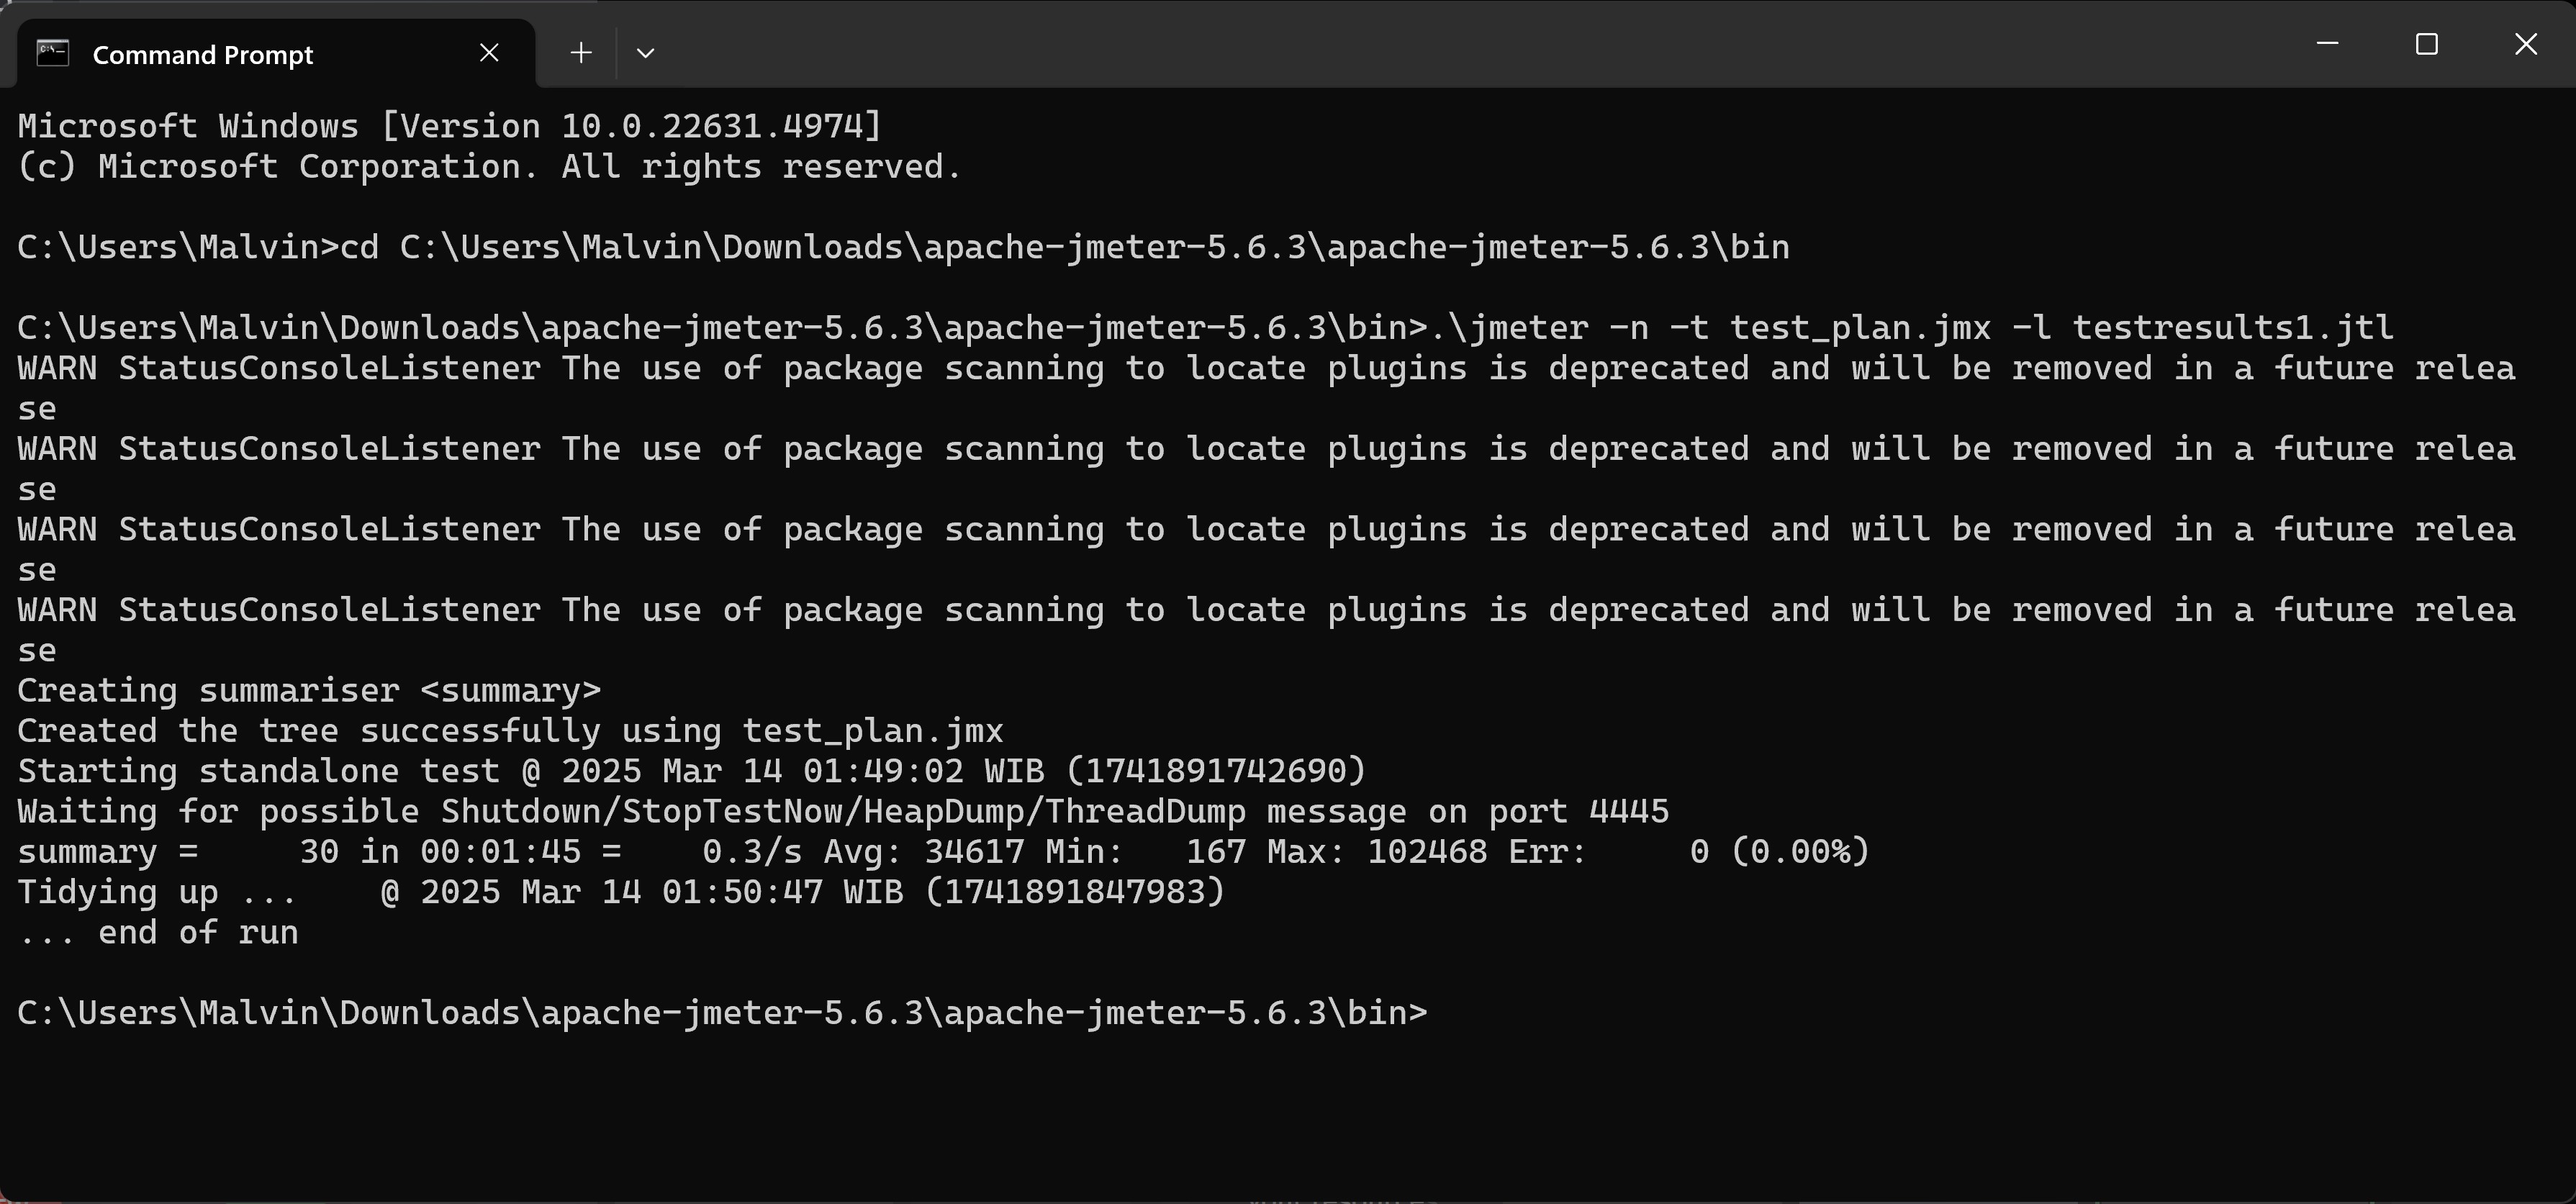 Command Prompt
Microsoft Windows [Version 10.0.22631.4974]
(c) Microsoft Corporation. All rights reserved.
C:\Users\Malvin>cd C:\Users\Malvin\Downloads\apache-jmeter-5.6.3\apache-jmeter-5.6.3\bin
C:\Users\Malvin\Downloads\apache-jmeter-5.6.3\apache-jmeter-5.6.3\bin>.\jmeter -n -t test_plan.jmx -l testresults1.jtl
WARN StatusConsoleListener The use of package scanning to locate plugins is deprecated and will be removed in a future relea
se
WARN StatusConsoleListener The use of package scanning to locate plugins is deprecated and will be removed in a future relea
se
WARN StatusConsoleListener The use of package scanning to locate plugins is deprecated and will be removed in a future relea
se
WARN StatusConsoleListener The use of package scanning to locate plugins is deprecated and will be removed in a future relea
se
Creating summariser <summary>
Created the tree successfully using test_plan.jmx
Starting standalone test @ 2025 Mar 14 01:49:02 WIB (1741891742690)
Waiting for possible Shutdown/StopTestNow/HeapDump/ThreadDump message on port 4445
summary =     30 in 00:01:45 =    0.3/s Avg: 34617 Min:   167 Max: 102468 Err:     0 (0.00%)
Tidying up ...    @ 2025 Mar 14 01:50:47 WIB (1741891847983)
... end of run
C:\Users\Malvin\Downloads\apache-jmeter-5.6.3\apache-jmeter-5.6.3\bin>